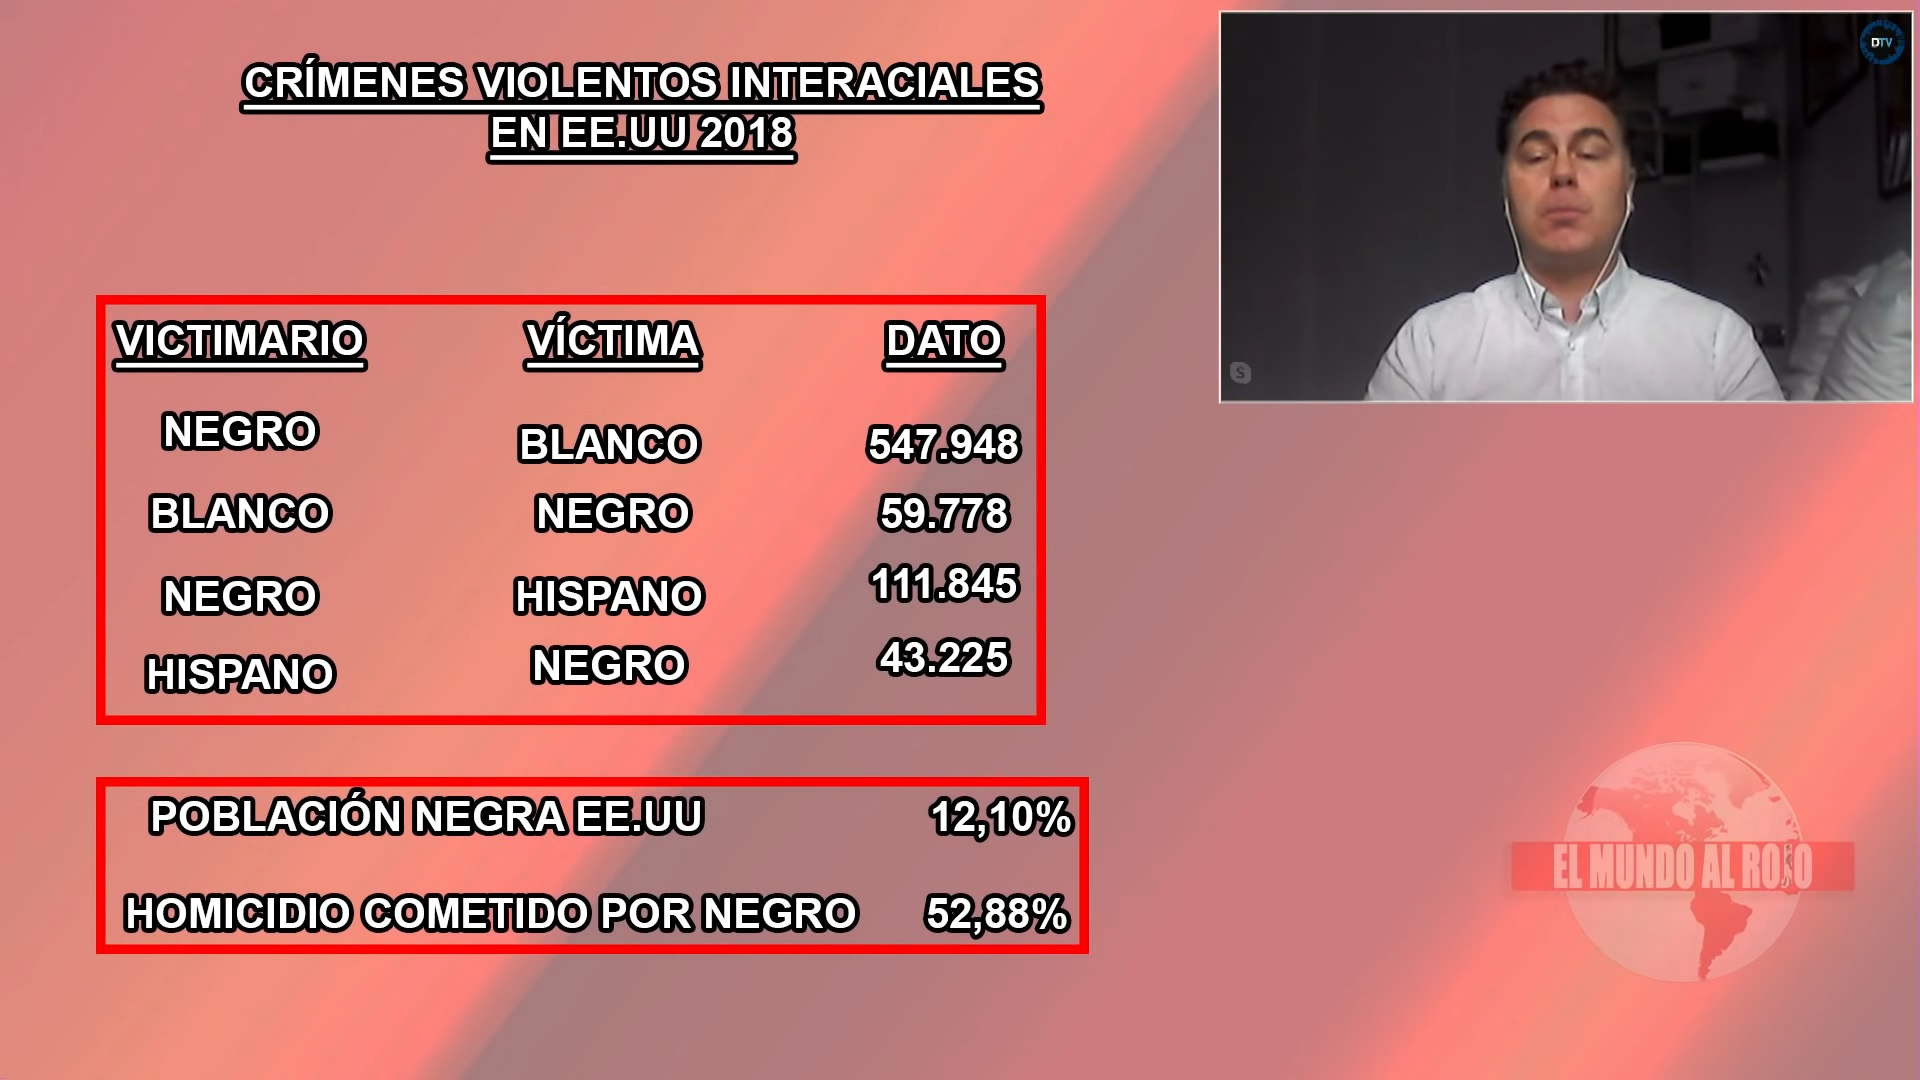 CRÍMENES VIOLENTOS INTERACIALES
EN EE.UU 2018
DTV
S
VICTIMARIO VÍCTIMA DATO
NEGRO BLANCO 547.948
BLANCO NEGRO 59.778
NEGRO HISPANO 111.845
HISPANO NEGRO 43.225
POBLACIÓN NEGRA EE.UU 12,10%
HOMICIDIO COMETIDO POR NEGRO 52,88%
EL MUNDO AL ROJO